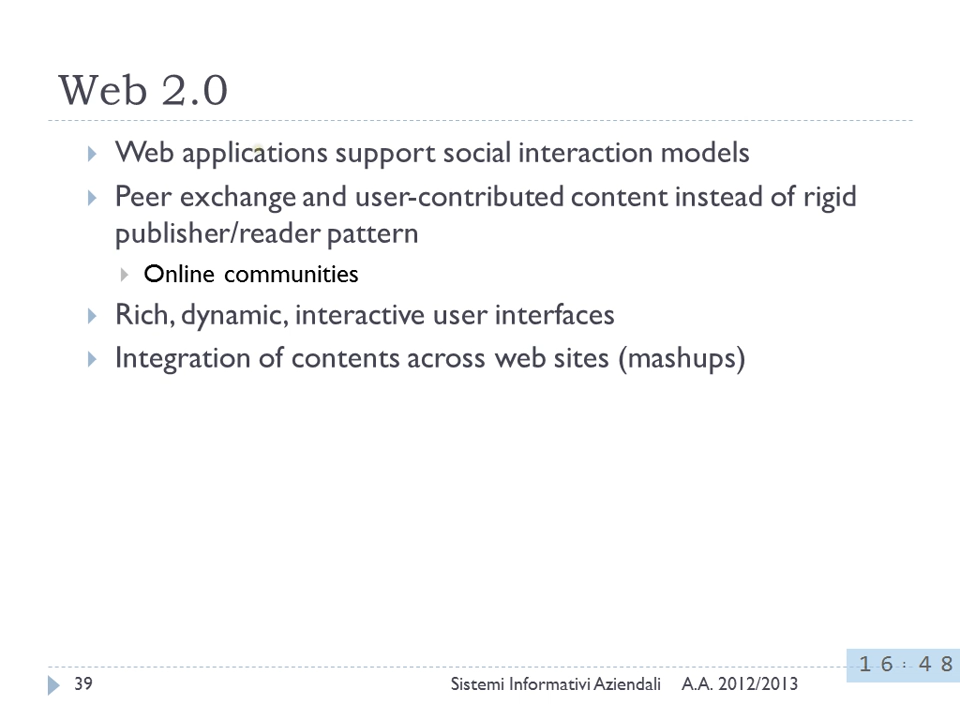 Web 2.0
Web applications support social interaction models
Peer exchange and user-contributed content instead of rigid
publisher/reader pattern
Online communities
Rich, dynamic, interactive user interfaces
Integration of contents across web sites (mashups)
39 Sistemi Informativi Aziendali A.A. 2012/2013
16:48